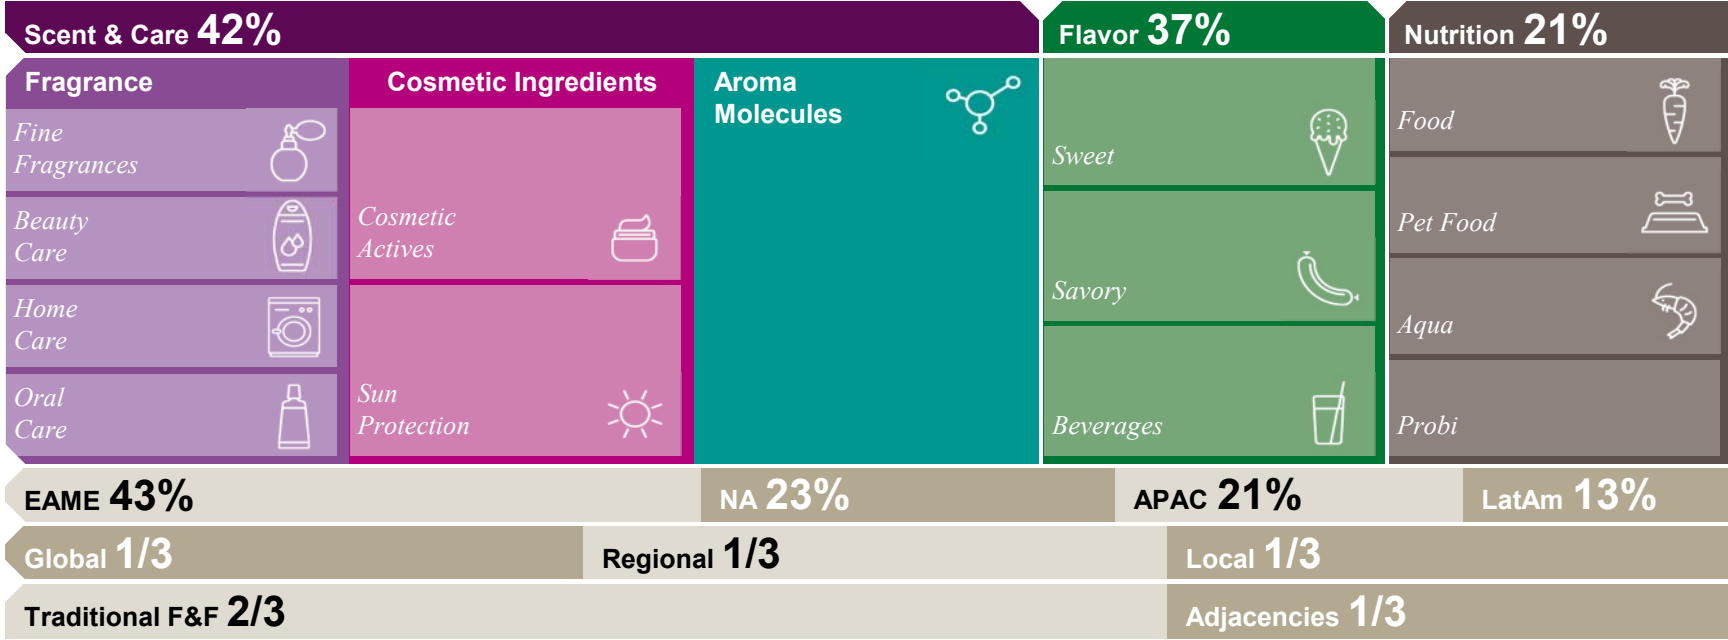 Scent & Care 42%
Flavor 37%
Nutrition 21%
Fragrance
Fine
Fragrances
Beauty
Care
Home
Care
Oral
Care
Cosmetic Ingredients
Cosmetic
Actives
Sun
Protection
Aroma
Molecules
Sweet
Savory
Beverages
Food
Pet Food
Aqua
Probi
EAME 43%
NA 23%
APAC 21%
LatAm 13%
Global 1/3
Regional 1/3
Local 1/3
Traditional F&F 2/3
Adjacencies 1/3